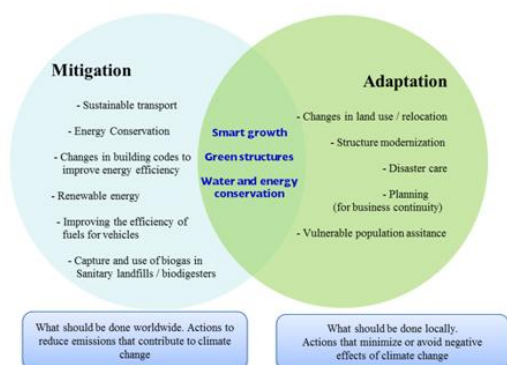 Mitigation
- Sustainable transport
- Energy Conservation
- Changes in building codes to
improve energy efficiency
- Renewable energy
- Improving the efficiency of
fuels for vehicles
- Capture and use of biogas in
Sanitary landfills / biodigesters
Smart growth
Green structures
Water and energy
conservation
Adaptation
- Changes in land use / relocation
- Structure modernization
- Disaster care
- Planning
(for business continuity)
- Vulnerable population assitance
What should be done worldwide. Actions to
reduce emissions that contribute to climate
change
What should be done locally.
Actions that minimize or avoid negative
effects of climate change